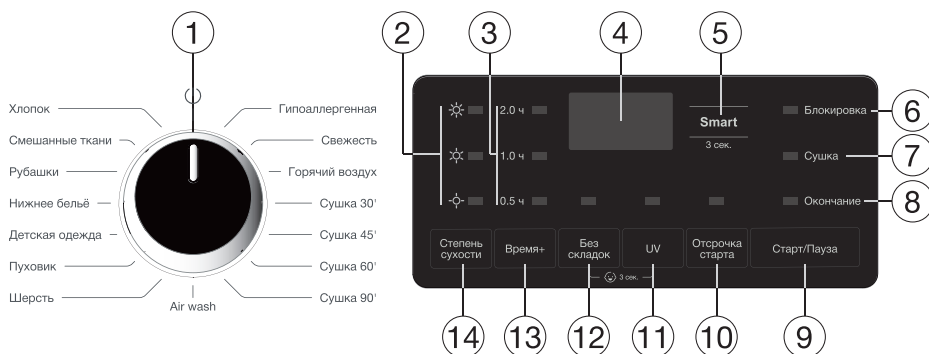 1
2
3
4
5
Хлопок
Смешанные ткани
Рубашки
Нижнее бельё
Детская одежда
Пуховик
Шерсть
Air wash
Гипоаллергенная
Свежесть
Горячий воздух
Сушка 30'
Сушка 45'
Сушка 60'
Сушка 90'
2.0 ч
1.0 ч
0.5 ч
Smart
3 сек.
Блокировка
6
Сушка
7
Окончание
8
Степень
сухости
Время+
Без
складок
UV
Отсрочка
старта
Старт/Пауза
3 сек.
14
13
12
11
10
9